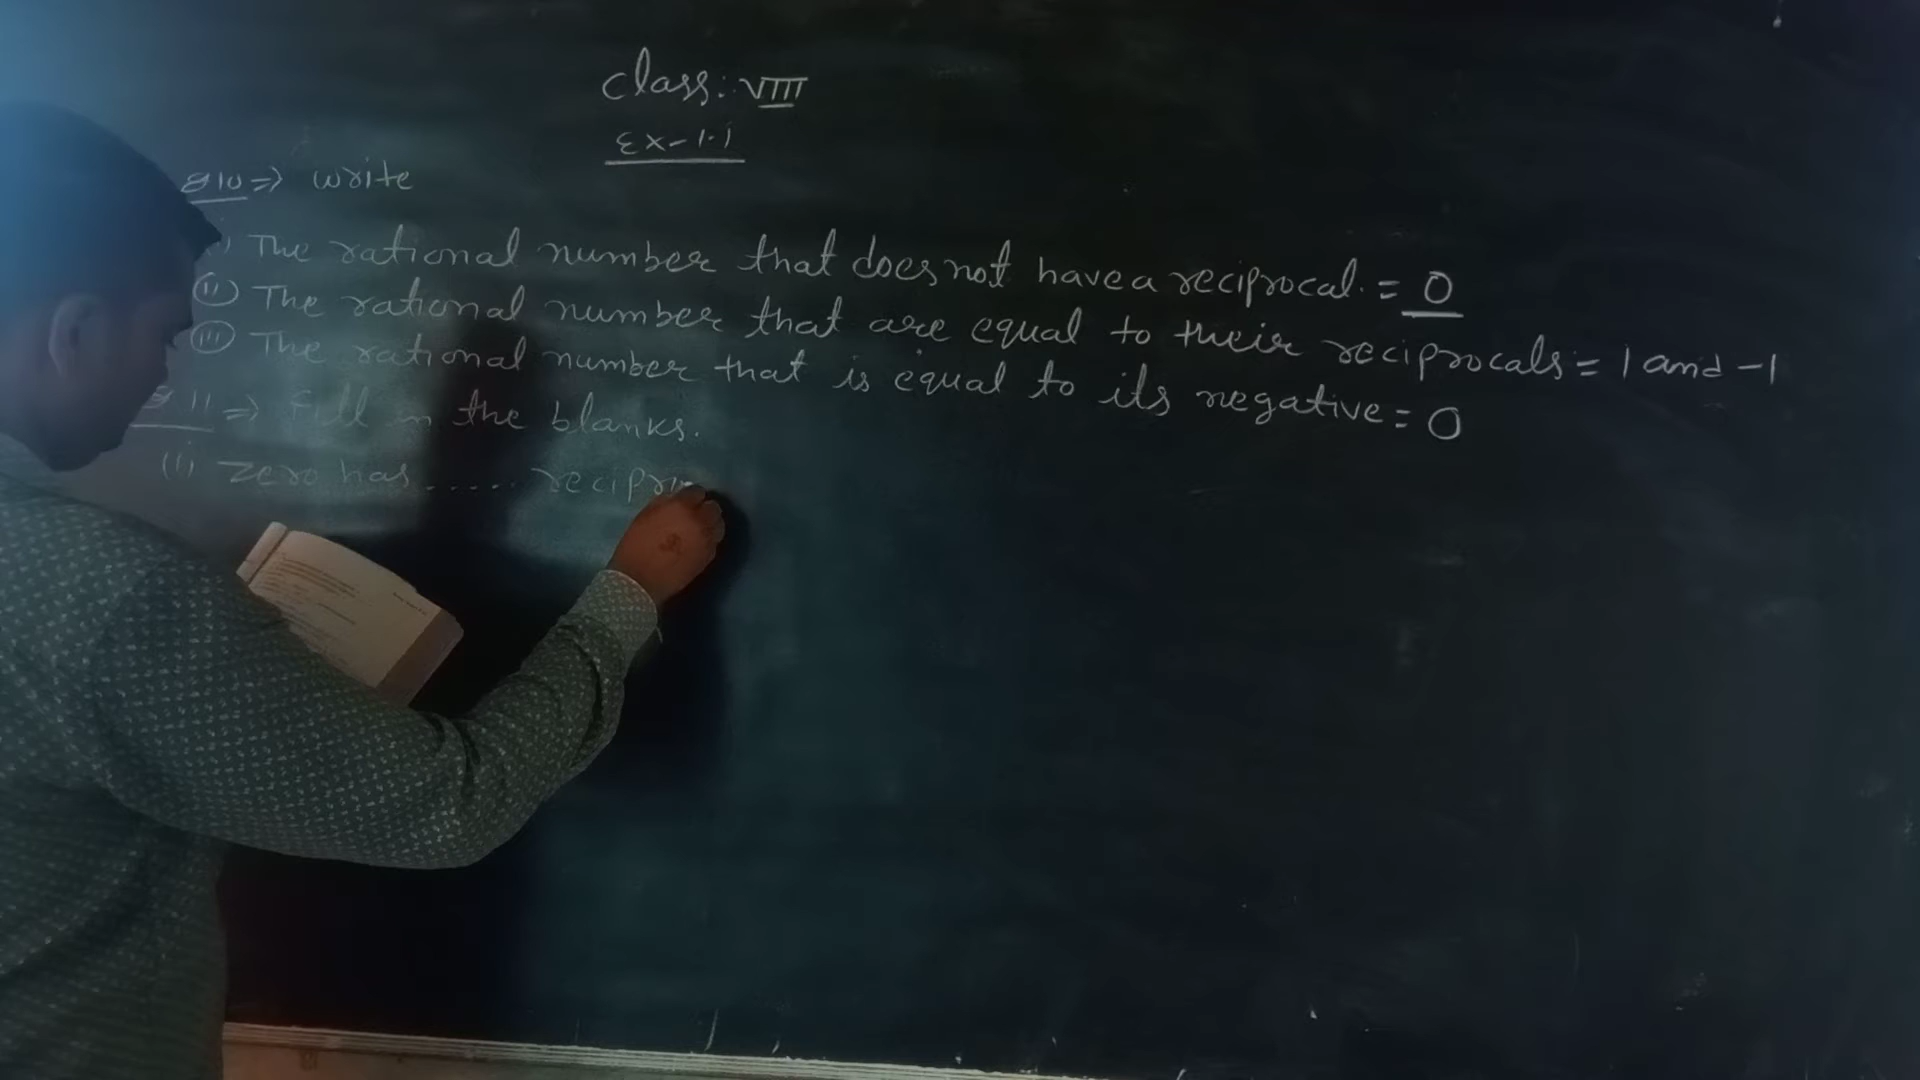 class: VIII
Ex-1.1
Q10 => write
) The rational number that does not have a reciprocal. = 0
(ii) The rational number that are equal to their reciprocals = 1 and -1
(iii) The rational number that is equal to its negative = 0
Q 11 => Fill in the blanks.
(i) Zero has ...... recipro